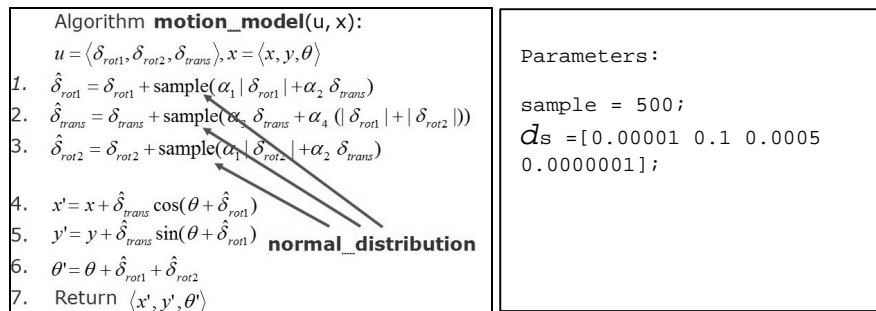 Algorithm motion_model(u, x):
u = ⟨δ_rot1, δ_rot2, δ_trans⟩, x = ⟨x, y, θ⟩
1. δ̂_rot1 = δ_rot1 + sample(α₁ | δ_rot1 | +α₂ δ_trans)
2. δ̂_trans = δ_trans + sample(α₃ δ_trans + α₄ (| δ_rot1 | + | δ_rot2 |))
3. δ̂_rot2 = δ_rot2 + sample(α₁ | δ_rot2 | +α₂ δ_trans)
4. x' = x + δ̂_trans cos(θ + δ̂_rot1)
5. y' = y + δ̂_trans sin(θ + δ̂_rot1)
normal_distribution
6. θ' = θ + δ̂_rot1 + δ̂_rot2
7. Return ⟨x', y', θ'⟩
Parameters:
sample = 500;
ds =[0.00001 0.1 0.0005
0.0000001];